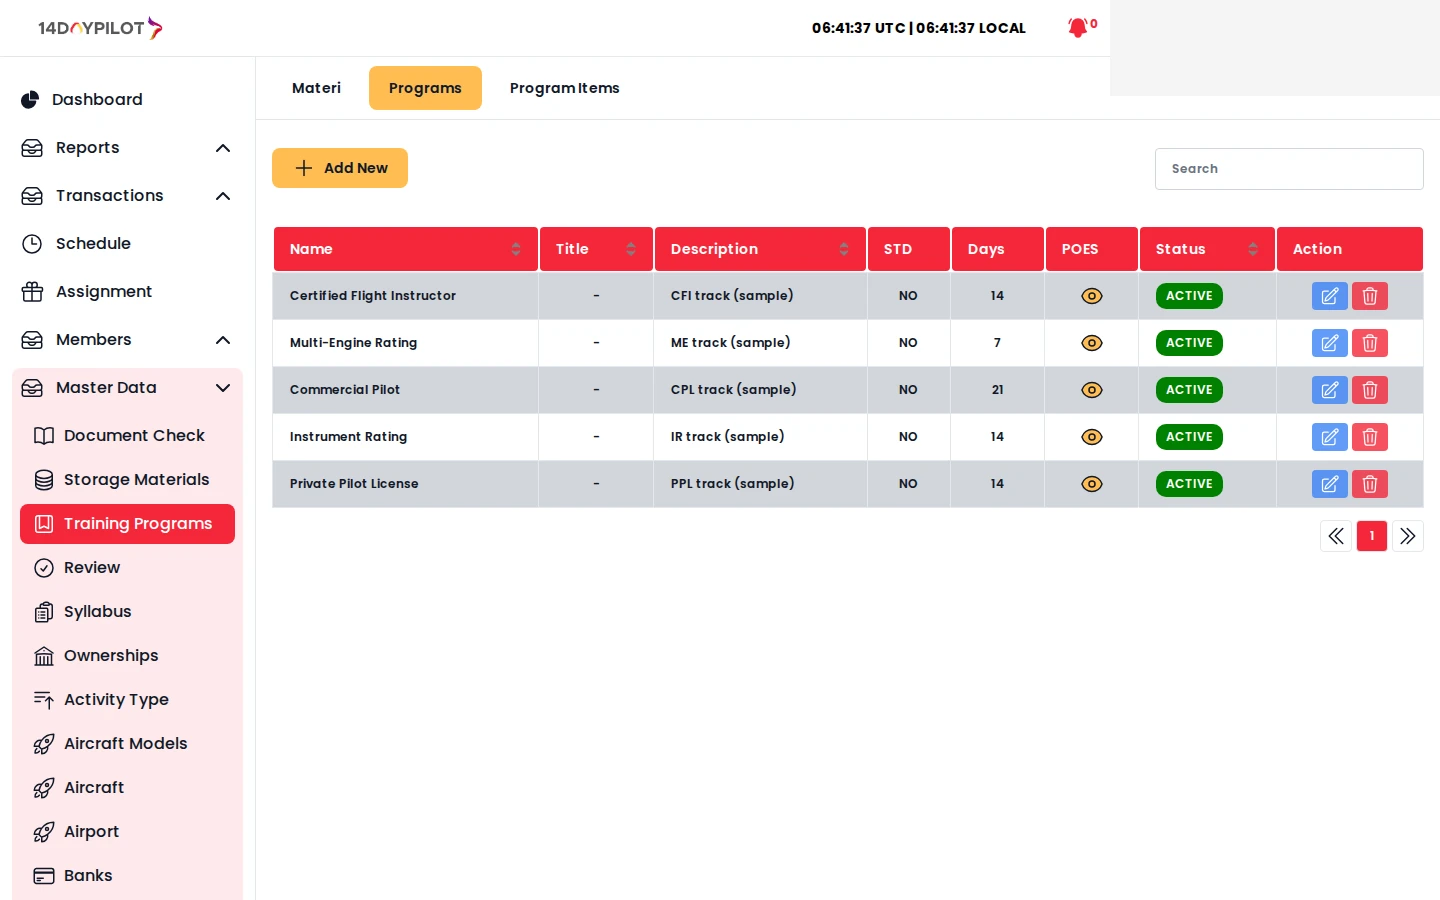 14DAYPILOT
06:41:37 UTC | 06:41:37 LOCAL
0
Dashboard
Reports
Transactions
Schedule
Assignment
Members
Master Data
Document Check
Storage Materials
Training Programs
Review
Syllabus
Ownerships
Activity Type
Aircraft Models
Aircraft
Airport
Banks
Materi Programs Program Items
Add New
Search
Name Title Description STD Days POES Status Action
Certified Flight Instructor - CFI track (sample) NO 14 ACTIVE
Multi-Engine Rating - ME track (sample) NO 7 ACTIVE
Commercial Pilot - CPL track (sample) NO 21 ACTIVE
Instrument Rating - IR track (sample) NO 14 ACTIVE
Private Pilot License - PPL track (sample) NO 14 ACTIVE
1